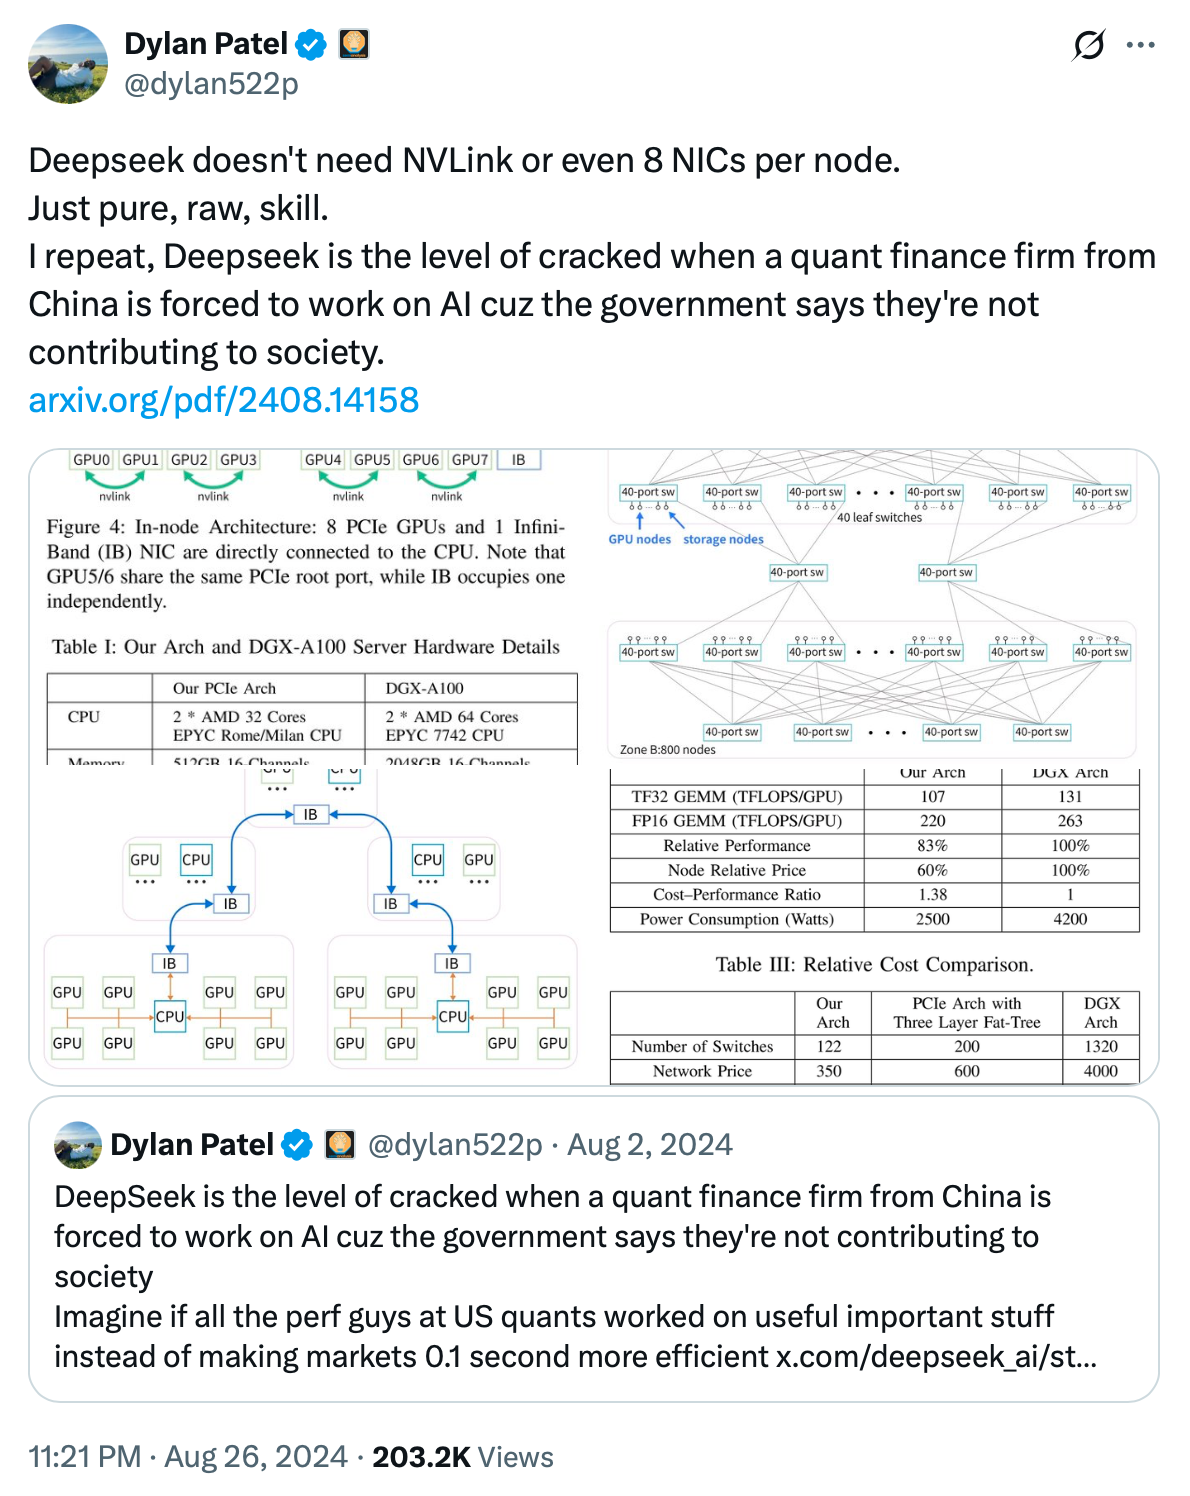 Dylan Patel
@dylan522p
Deepseek doesn't need NVLink or even 8 NICs per node.
Just pure, raw, skill.
I repeat, Deepseek is the level of cracked when a quant finance firm from
China is forced to work on AI cuz the government says they're not
contributing to society.
arxiv.org/pdf/2408.14158
GPU0 GPU1 GPU2 GPU3 GPU4 GPU5 GPU6 GPU7 IB
nvlink nvlink nvlink nvlink
Figure 4: In-node Architecture: 8 PCIe GPUs and 1 Infini-
Band (IB) NIC are directly connected to the CPU. Note that
GPU5/6 share the same PCIe root port, while IB occupies one
independently.
Table I: Our Arch and DGX-A100 Server Hardware Details
Our PCIe Arch DGX-A100
CPU 2 * AMD 32 Cores 2 * AMD 64 Cores
EPYC Rome/Milan CPU EPYC 7742 CPU
Memory 512GB 16-Channels 2048GB 16-Channels
40-port sw 40-port sw 40-port sw • • • 40-port sw 40-port sw 40-port sw
40 leaf switches
GPU nodes storage nodes
40-port sw 40-port sw
40-port sw 40-port sw 40-port sw • • • 40-port sw 40-port sw 40-port sw
40-port sw 40-port sw • • • 40-port sw 40-port sw
Zone B:800 nodes
GPU CPU
IB
GPU CPU CPU GPU
IB IB
IB IB
GPU GPU GPU GPU GPU GPU GPU GPU
CPU CPU
GPU GPU GPU GPU GPU GPU GPU GPU
Our Arch DGX Arch
TF32 GEMM (TFLOPS/GPU) 107 131
FP16 GEMM (TFLOPS/GPU) 220 263
Relative Performance 83% 100%
Node Relative Price 60% 100%
Cost–Performance Ratio 1.38 1
Power Consumption (Watts) 2500 4200
Table III: Relative Cost Comparison.
Our PCIe Arch with DGX
Arch Three Layer Fat-Tree Arch
Number of Switches 122 200 1320
Network Price 350 600 4000
Dylan Patel @dylan522p · Aug 2, 2024
DeepSeek is the level of cracked when a quant finance firm from China is
forced to work on AI cuz the government says they're not contributing to
society
Imagine if all the perf guys at US quants worked on useful important stuff
instead of making markets 0.1 second more efficient x.com/deepseek_ai/st...
11:21 PM · Aug 26, 2024 · 203.2K Views